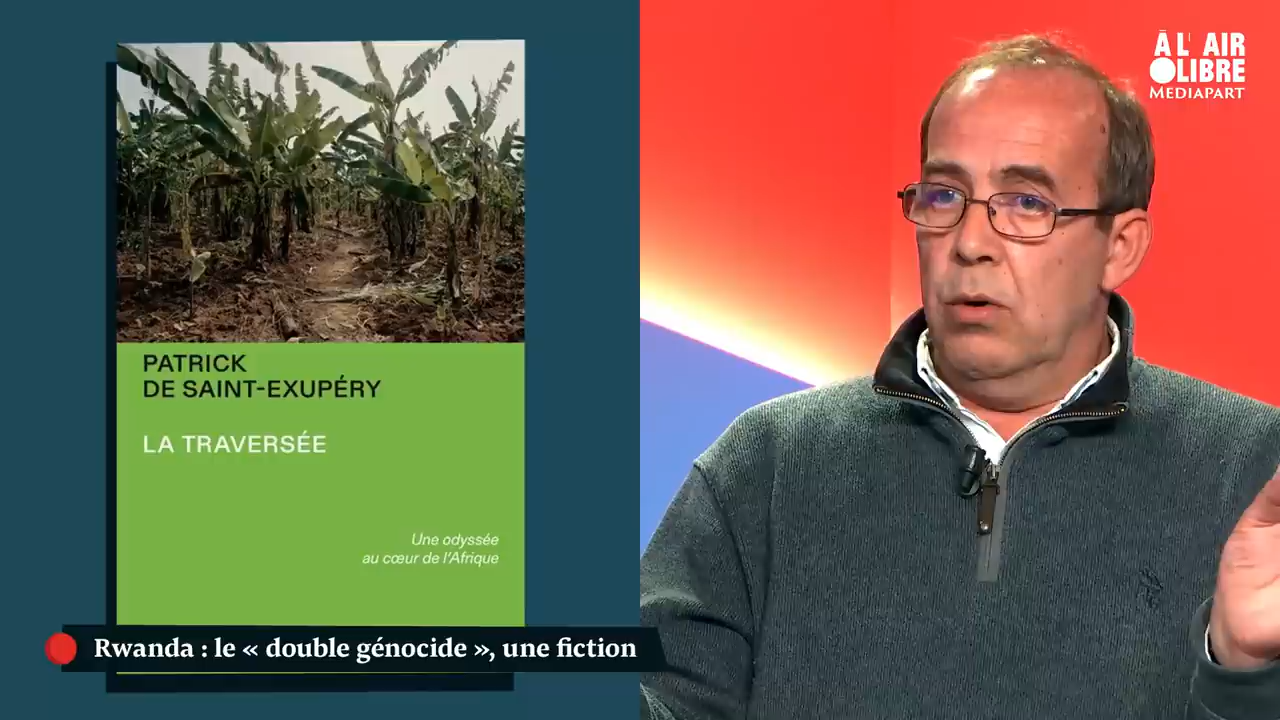 PATRICK
DE SAINT-EXUPÉRY
LA TRAVERSÉE
Une odyssée
au cœur de l'Afrique
Rwanda : le « double génocide », une fiction
À L' AIR
LIBRE
MEDIAPART